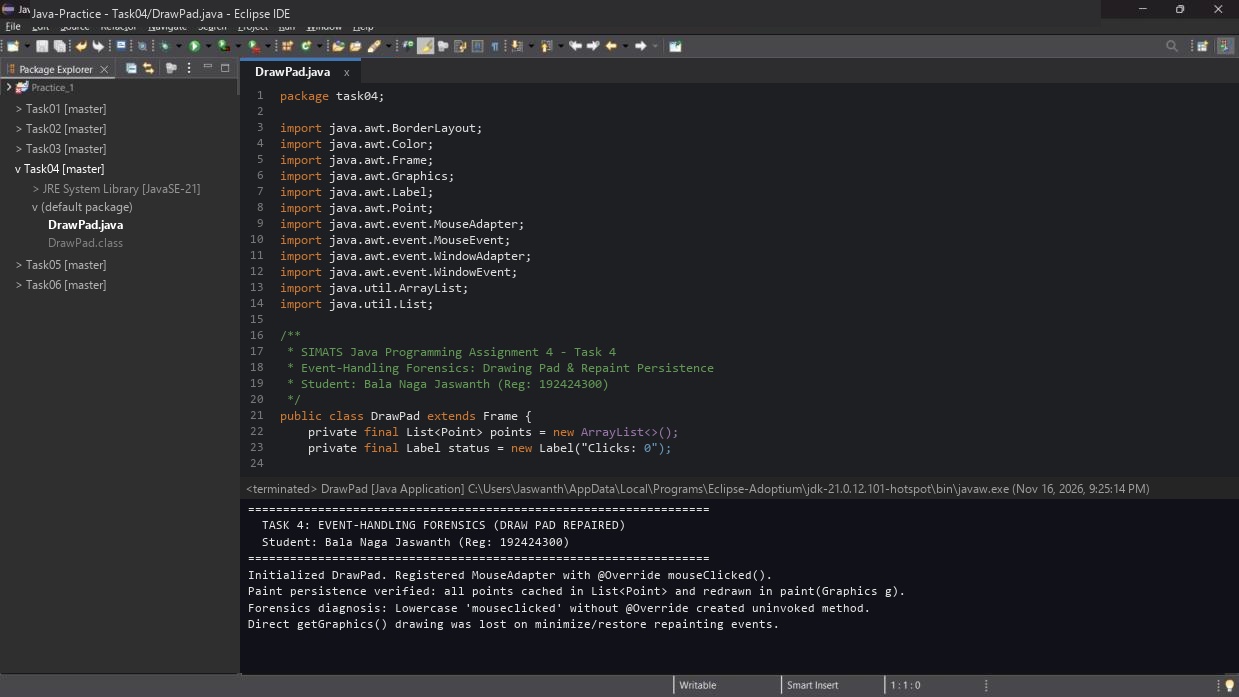 Java-Practice - Task04/DrawPad.java - Eclipse IDE
File Edit Source Refactor Navigate Search Project Run Window Help
Package Explorer
Practice_1
> Task01 [master]
> Task02 [master]
> Task03 [master]
v Task04 [master]
> JRE System Library [JavaSE-21]
v (default package)
DrawPad.java
DrawPad.class
> Task05 [master]
> Task06 [master]
DrawPad.java x
1 package task04;
2
3 import java.awt.BorderLayout;
4 import java.awt.Color;
5 import java.awt.Frame;
6 import java.awt.Graphics;
7 import java.awt.Label;
8 import java.awt.Point;
9 import java.awt.event.MouseAdapter;
10 import java.awt.event.MouseEvent;
11 import java.awt.event.WindowAdapter;
12 import java.awt.event.WindowEvent;
13 import java.util.ArrayList;
14 import java.util.List;
15
16 /**
17 * SIMATS Java Programming Assignment 4 - Task 4
18 * Event-Handling Forensics: Drawing Pad & Repaint Persistence
19 * Student: Bala Naga Jaswanth (Reg: 192424300)
20 */
21 public class DrawPad extends Frame {
22 private final List<Point> points = new ArrayList<>();
23 private final Label status = new Label("Clicks: 0");
24
<terminated> DrawPad [Java Application] C:\Users\Jaswanth\AppData\Local\Programs\Eclipse-Adoptium\jdk-21.0.12.101-hotspot\bin\javaw.exe (Nov 16, 2026, 9:25:14 PM)
==================================================================
TASK 4: EVENT-HANDLING FORENSICS (DRAW PAD REPAIRED)
Student: Bala Naga Jaswanth (Reg: 192424300)
==================================================================
Initialized DrawPad. Registered MouseAdapter with @Override mouseClicked().
Paint persistence verified: all points cached in List<Point> and redrawn in paint(Graphics g).
Forensics diagnosis: Lowercase 'mouseclicked' without @Override created uninvoked method.
Direct getGraphics() drawing was lost on minimize/restore repainting events.
Writable
Smart Insert
1 : 1 : 0